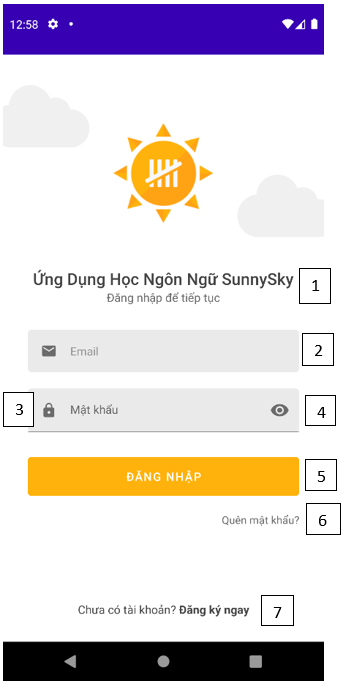 12:58
Ứng Dụng Học Ngôn Ngữ SunnySky 1
Đăng nhập để tiếp tục
Email 2
3 Mật khẩu 4
ĐĂNG NHẬP 5
Quên mật khẩu? 6
Chưa có tài khoản? Đăng ký ngay 7